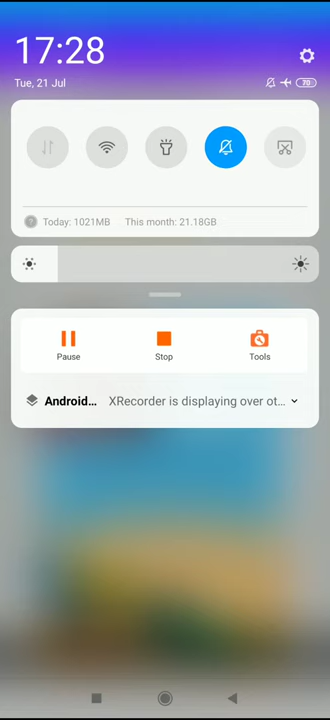 17:28
Tue, 21 Jul
70
Today: 1021MB This month: 21.18GB
Pause Stop Tools
Android... XRecorder is displaying over ot...